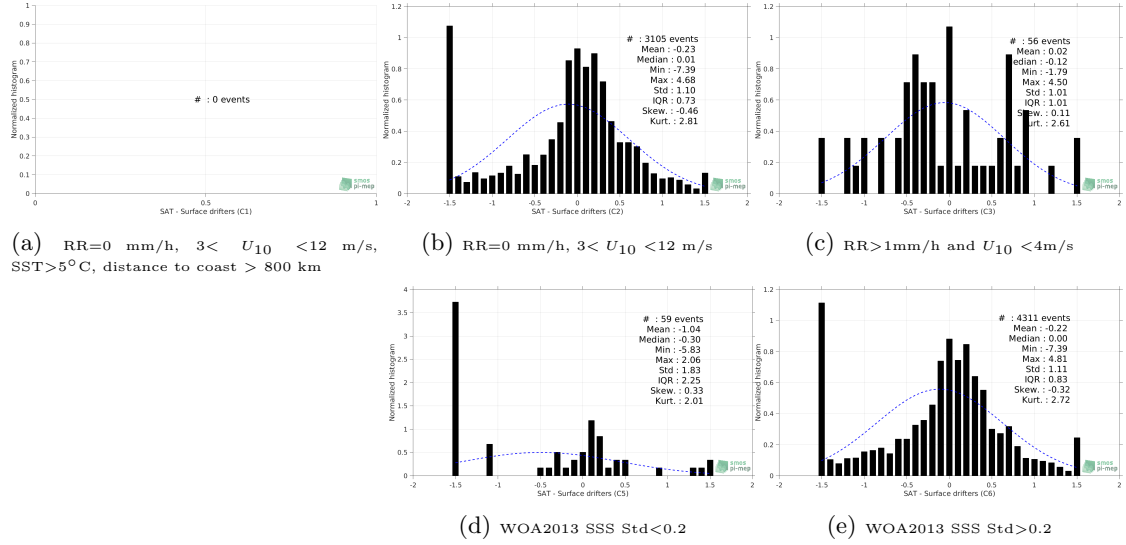 1
0.9
0.8
0.7
0.6
0.5
0.4
0.3
0.2
0.1
0
0
0.5
1
Normalized histogram
# : 0 events
SAT - Surface drifters (C1)
smos
pi-mep
(a) RR=0 mm/h, 3< U10 <12 m/s,
SST>5°C, distance to coast > 800 km
1.2
1
0.8
0.6
0.4
0.2
0
-2
-1.5
-1
-0.5
0
0.5
1
1.5
2
Normalized histogram
# : 3105 events
Mean : -0.23
Median : 0.01
Min : -7.39
Max : 4.68
Std : 1.10
IQR : 0.73
Skew. : -0.46
Kurt. : 2.81
SAT - Surface drifters (C2)
smos
pi-mep
(b) RR=0 mm/h, 3< U10 <12 m/s
1.2
1
0.8
0.6
0.4
0.2
0
-2
-1.5
-1
-0.5
0
0.5
1
1.5
2
Normalized histogram
# : 56 events
Mean : 0.02
edian : -0.12
Min : -1.79
Max : 4.50
Std : 1.01
IQR : 1.01
Skew. : 0.11
Kurt. : 2.61
SAT - Surface drifters (C3)
smos
pi-mep
(c) RR>1mm/h and U10 <4m/s
4
3.5
3
2.5
2
1.5
1
0.5
0
-2
-1.5
-1
-0.5
0
0.5
1
1.5
2
Normalized histogram
# : 59 events
Mean : -1.04
Median : -0.30
Min : -5.83
Max : 2.06
Std : 1.83
IQR : 2.25
Skew. : 0.33
Kurt. : 2.01
SAT - Surface drifters (C5)
smos
pi-mep
(d) WOA2013 SSS Std<0.2
1.2
1
0.8
0.6
0.4
0.2
0
-2
-1.5
-1
-0.5
0
0.5
1
1.5
2
Normalized histogram
# : 4311 events
Mean : -0.22
Median : 0.00
Min : -7.39
Max : 4.81
Std : 1.11
IQR : 0.83
Skew. : -0.32
Kurt. : 2.72
SAT - Surface drifters (C6)
smos
pi-mep
(e) WOA2013 SSS Std>0.2